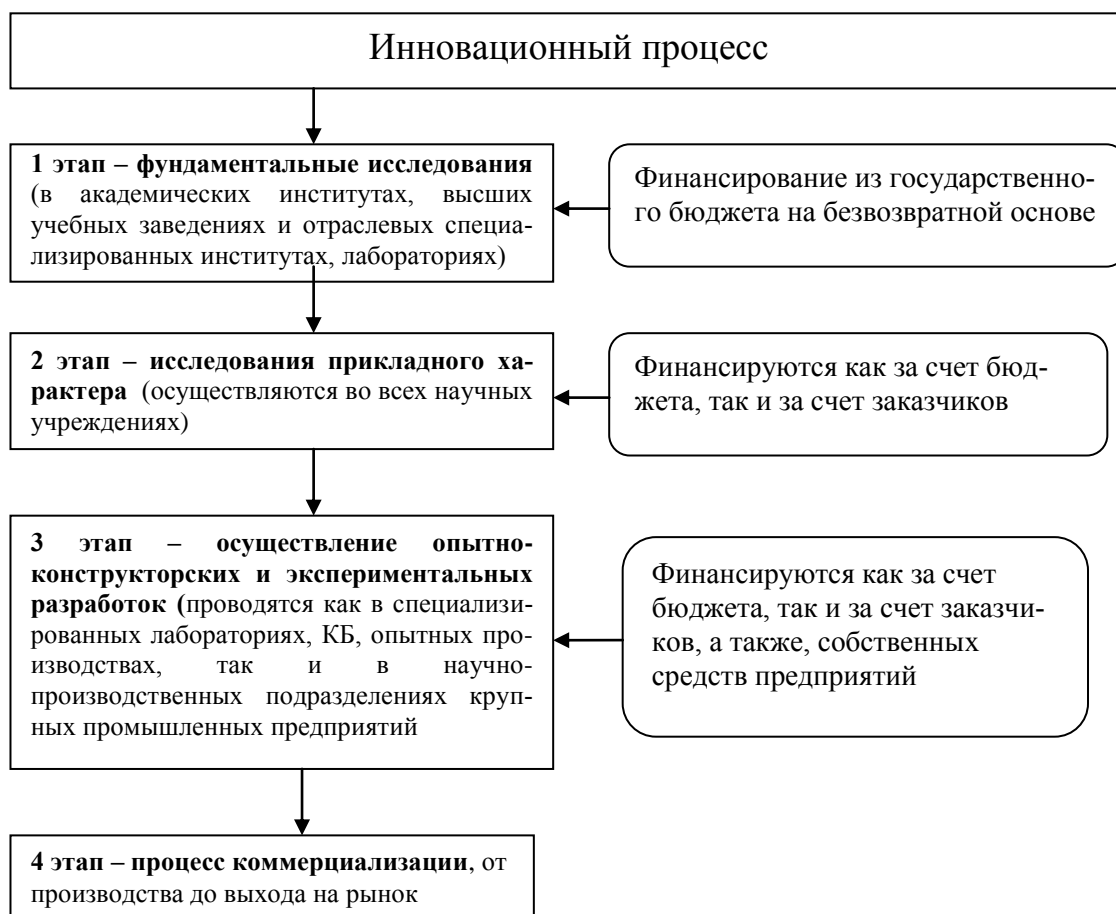 Инновационный процесс
1 этап – фундаментальные исследования
(в академических институтах, высших
учебных заведениях и отраслевых специа-
лизированных институтах, лабораториях)
Финансирование из государственно-
го бюджета на безвозвратной основе
2 этап – исследования прикладного ха-
рактера (осуществляются во всех научных
учреждениях)
Финансируются как за счет бюд-
жета, так и за счет заказчиков
3 этап – осуществление опытно-
конструкторских и экспериментальных
разработок (проводятся как в специализи-
рованных лабораториях, КБ, опытных про-
изводствах, так и в научно-
производственных подразделениях круп-
ных промышленных предприятий
Финансируются как за счет
бюджета, так и за счет заказчи-
ков, а также, собственных
средств предприятий
4 этап – процесс коммерциализации, от
производства до выхода на рынок